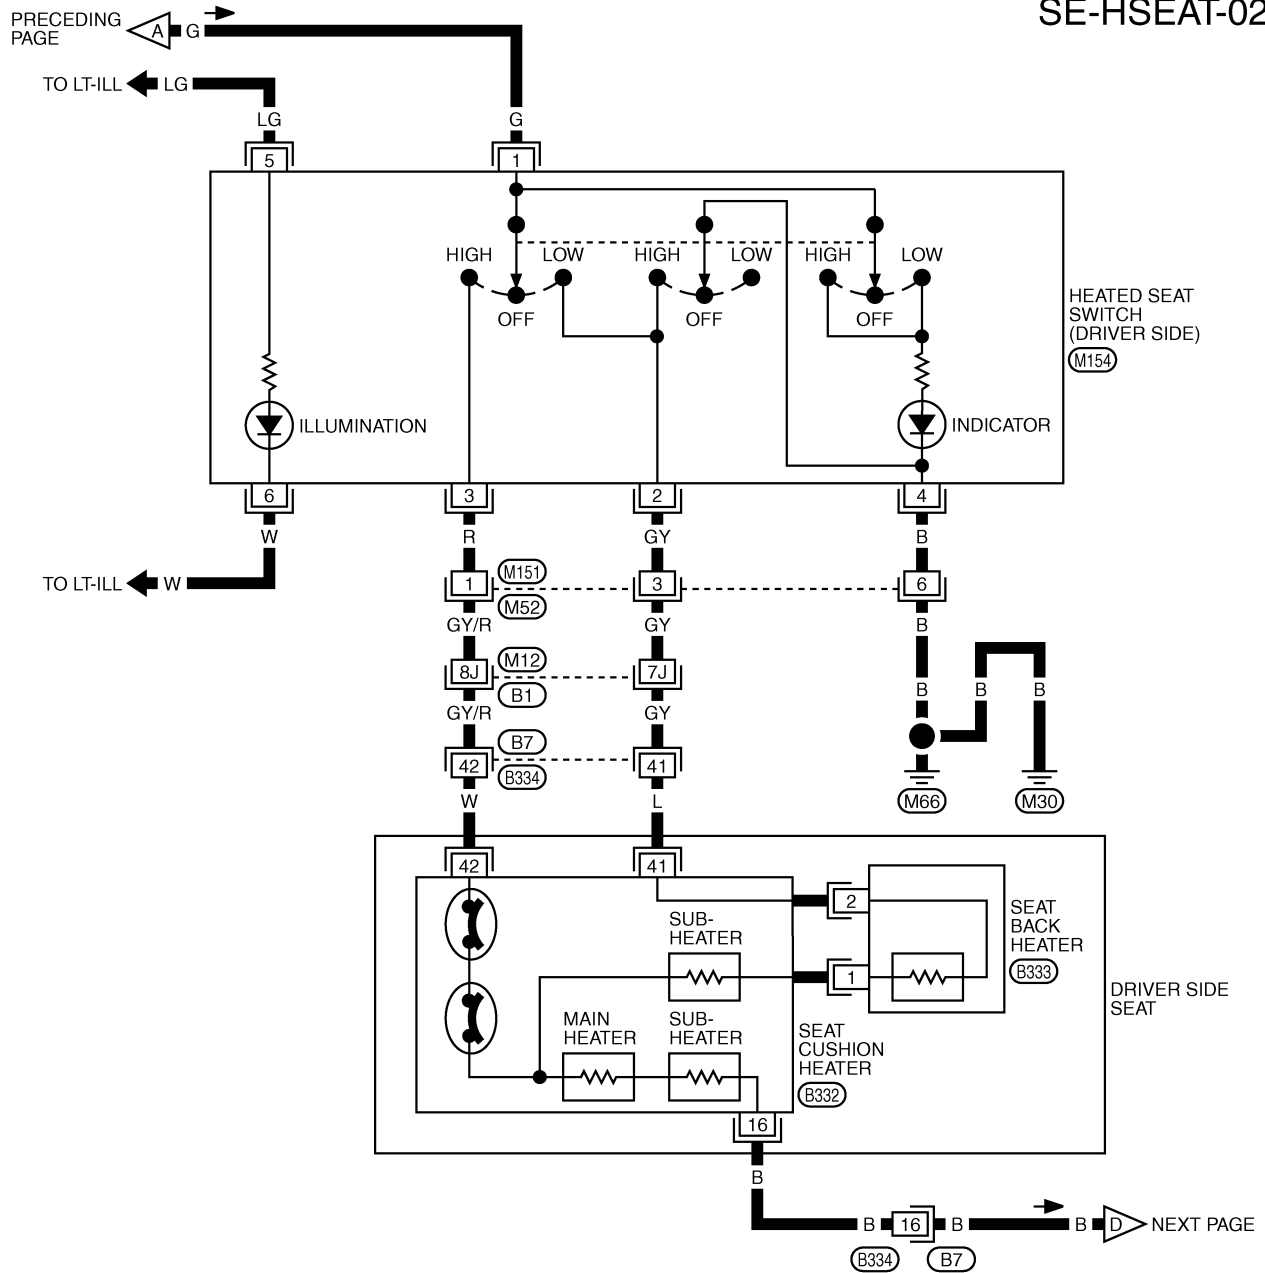 SE-HSEAT-02
PRECEDING
PAGE
A
G
TO LT-ILL
LG
LG
G
5
1
HIGH
LOW
HIGH
LOW
HIGH
LOW
OFF
OFF
OFF
HEATED SEAT
SWITCH
(DRIVER SIDE)
M154
ILLUMINATION
INDICATOR
6
3
2
4
W
R
GY
B
TO LT-ILL
W
1
M151
M52
3
6
GY/R
GY
B
8J
M12
B1
7J
B
B
B
GY/R
GY
42
B7
B334
41
W
L
M66
M30
42
41
2
SUB-
HEATER
SEAT
BACK
HEATER
B333
1
DRIVER SIDE
SEAT
MAIN
HEATER
SUB-
HEATER
SEAT
CUSHION
HEATER
B332
16
B
B
16
B
B
D
NEXT PAGE
B334
B7